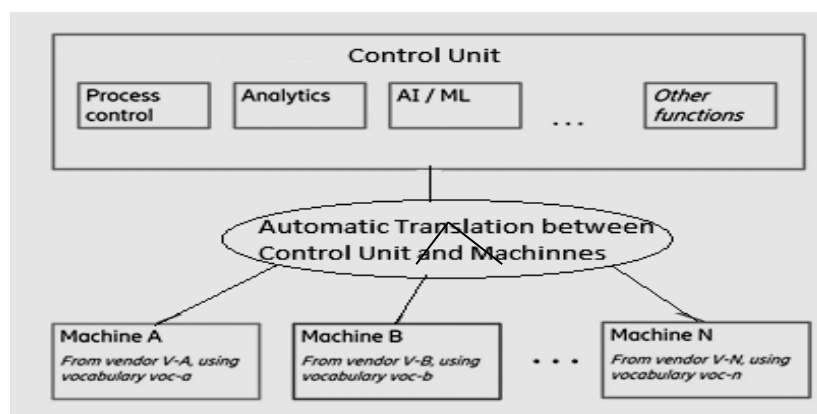 Control Unit
Process control
Analytics
AI / ML
...
Other functions
Automatic Translation between
Control Unit and Machinnes
Machine A
From vendor V-A, using
vocabulary voc-a
Machine B
From vendor V-B, using
vocabulary voc-b
...
Machine N
From vendor V-N, using
vocabulary voc-n